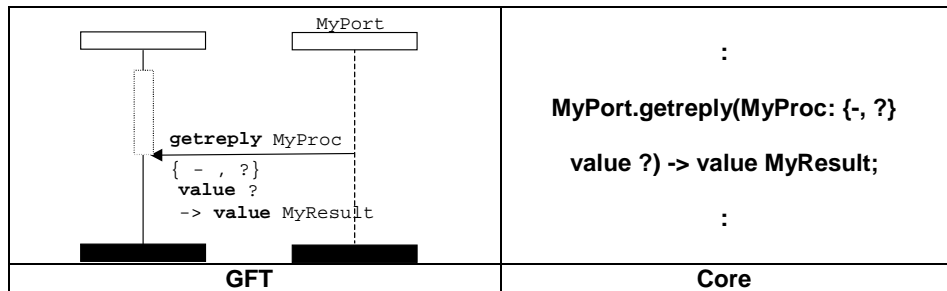 MyPort
getreply MyProc
{ - , ?}
value ?
-> value MyResult
:
MyPort.getreply(MyProc: {-, ?}
value ?) -> value MyResult;
:
GFT
Core